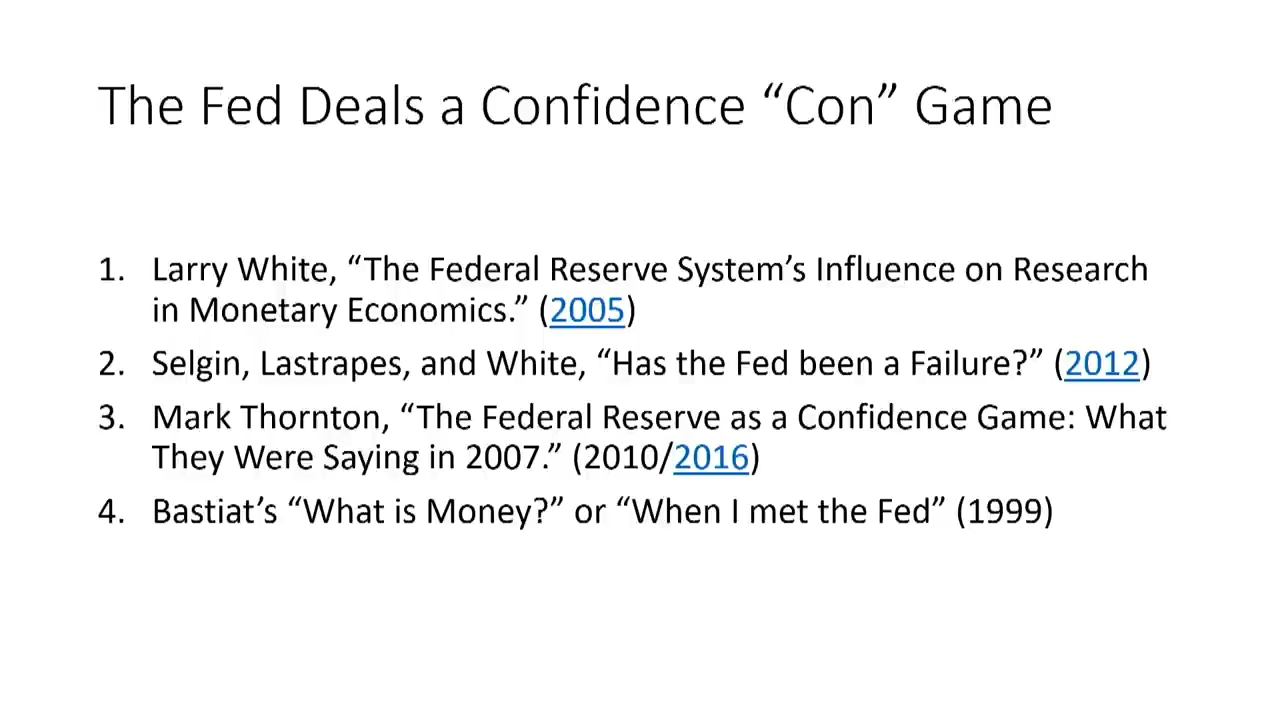 The Fed Deals a Confidence “Con” Game
1. Larry White, “The Federal Reserve System’s Influence on Research
in Monetary Economics.” (2005)
2. Selgin, Lastrapes, and White, “Has the Fed been a Failure?” (2012)
3. Mark Thornton, “The Federal Reserve as a Confidence Game: What
They Were Saying in 2007.” (2010/2016)
4. Bastiat’s “What is Money?” or “When I met the Fed” (1999)